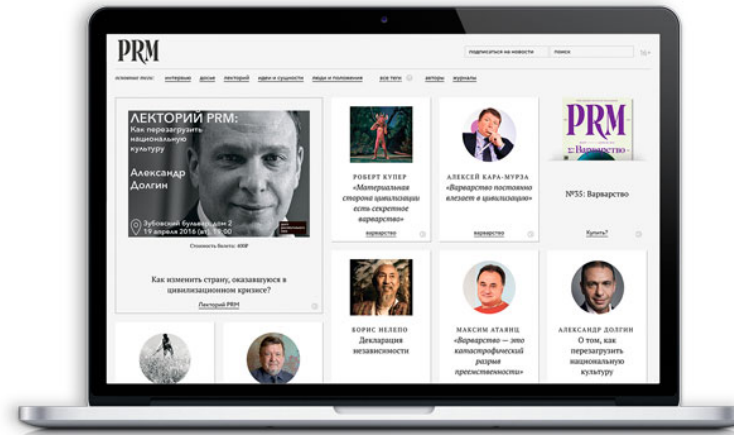 PRM
подписаться на новости
поиск
16+
основные теги:
интервью
досье
лекторий
идеи и сущности
люди и положения
все теги
авторы
журналы
ЛЕКТОРИЙ PRM:
Как перезагрузить
национальную
культуру
Александр
Долгин
Зубовский бульвар, дом 2
19 апреля 2016 (вт), 19:00
Стоимость билета: 400₽
Как изменить страну, оказавшуюся в
цивилизационном кризисе?
Лекторий PRM
РОБЕРТ КУПЕР
«Материальная
сторона цивилизации
есть секретное
варварство»
варварство
АЛЕКСЕЙ КАРА-МУРЗА
«Варварство постоянно
влезает в цивилизацию»
варварство
PRM
Варварство
№35: Варварство
Купить?
БОРИС НЕЛЕПО
Декларация
независимости
МАКСИМ АТАЯНЦ
«Варварство — это
катастрофический
разрыв
преемственности»
АЛЕКСАНДР ДОЛГИН
О том, как
перезагрузить
национальную
культуру